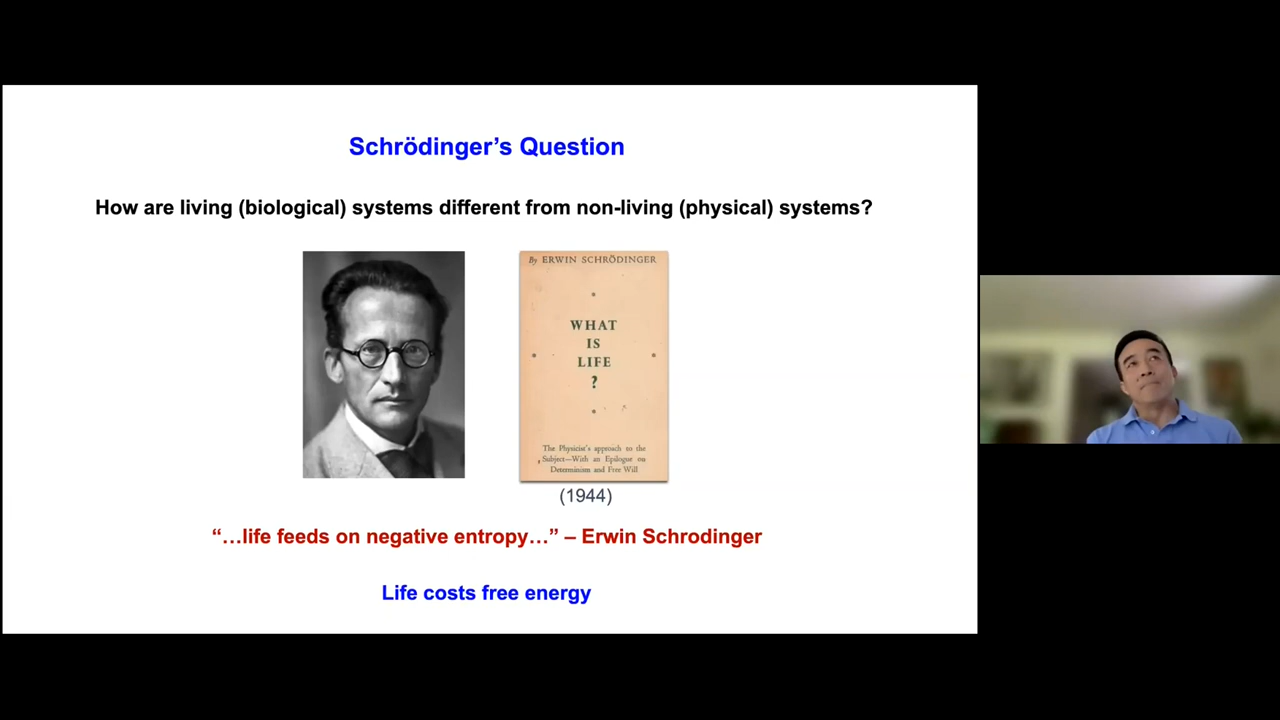 Schrödinger’s Question
How are living (biological) systems different from non-living (physical) systems?
By ERWIN SCHRÖDINGER
WHAT
IS
LIFE
?
The Physicist's approach to the
Subject—With an Epilogue on
Determinism and Free Will
(1944)
“…life feeds on negative entropy…” – Erwin Schrodinger
Life costs free energy